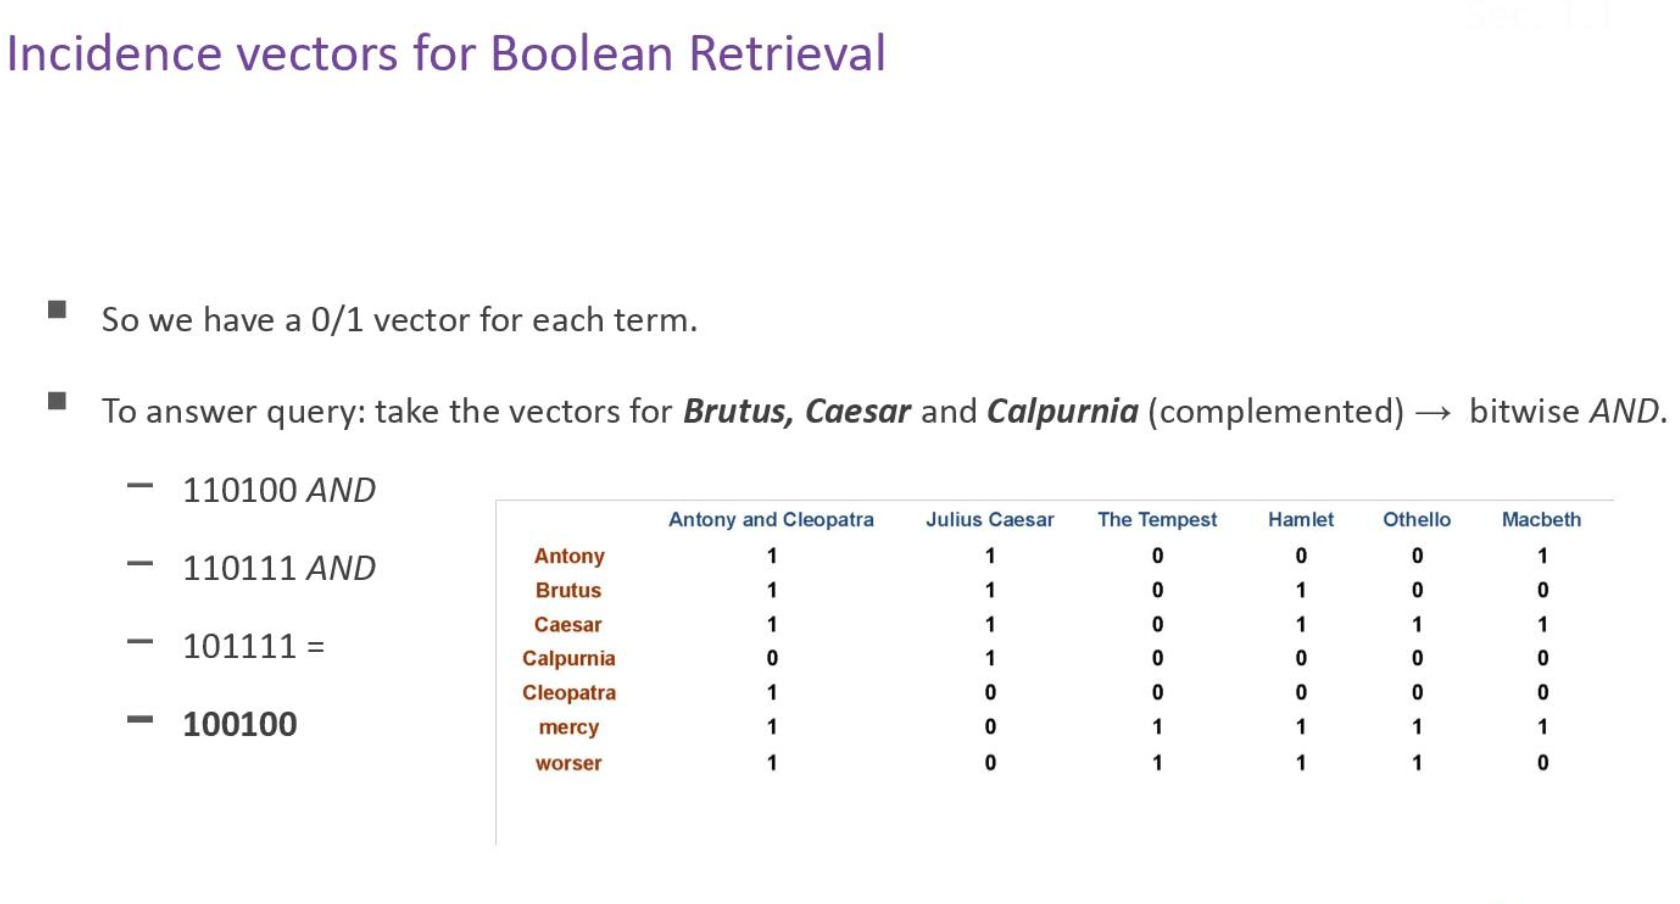 Incidence vectors for Boolean Retrieval
■ So we have a 0/1 vector for each term.
■ To answer query: take the vectors for Brutus, Caesar and Calpurnia (complemented) → bitwise AND.
– 110100 AND
– 110111 AND
– 101111 =
– 100100
Antony and Cleopatra Julius Caesar The Tempest Hamlet Othello Macbeth
Antony 1 1 0 0 0 1
Brutus 1 1 0 1 0 0
Caesar 1 1 0 1 1 1
Calpurnia 0 1 0 0 0 0
Cleopatra 1 0 0 0 0 0
mercy 1 0 1 1 1 1
worser 1 0 1 1 1 0